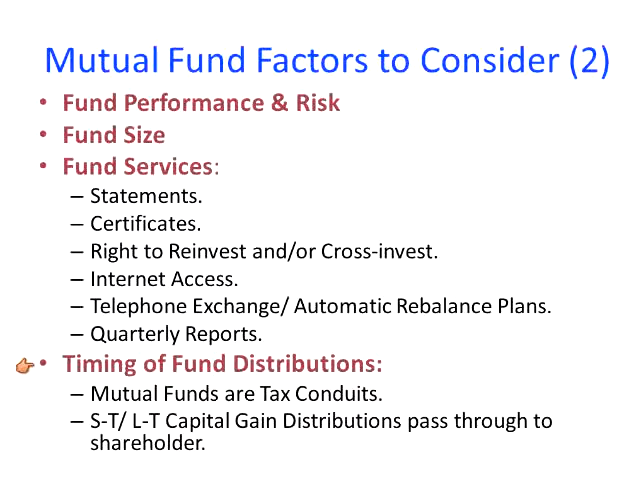 Mutual Fund Factors to Consider (2)
• Fund Performance & Risk
• Fund Size
• Fund Services:
– Statements.
– Certificates.
– Right to Reinvest and/or Cross-invest.
– Internet Access.
– Telephone Exchange/ Automatic Rebalance Plans.
– Quarterly Reports.
• Timing of Fund Distributions:
– Mutual Funds are Tax Conduits.
– S-T/ L-T Capital Gain Distributions pass through to
shareholder.